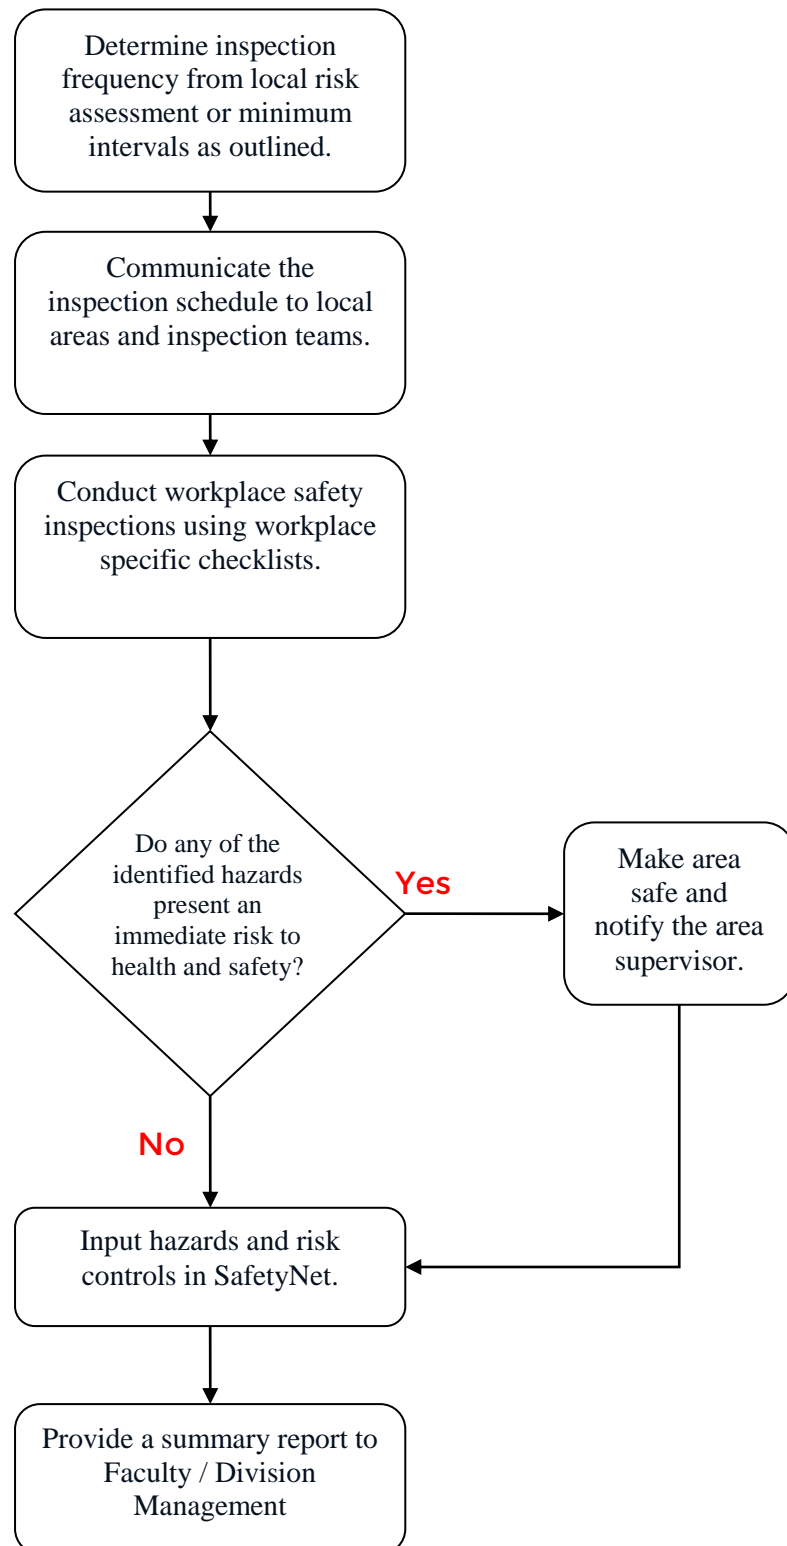 Determine inspection
frequency from local risk
assessment or minimum
intervals as outlined.
Communicate the
inspection schedule to local
areas and inspection teams.
Conduct workplace safety
inspections using workplace
specific checklists.
Do any of the
identified hazards
present an
immediate risk to
health and safety?
Yes
Make area
safe and
notify the area
supervisor.
No
Input hazards and risk
controls in SafetyNet.
Provide a summary report to
Faculty / Division
Management